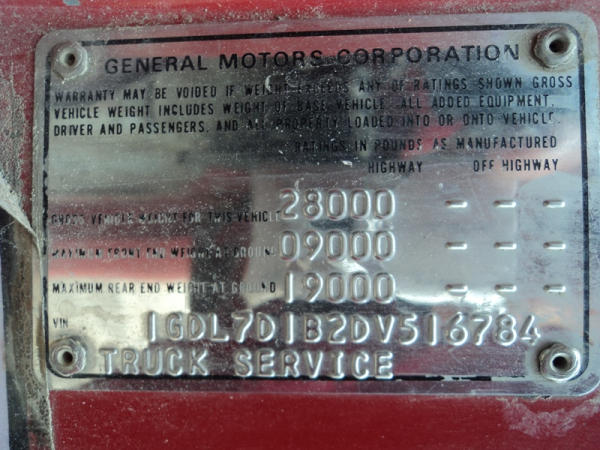 GENERAL MOTORS CORPORATION
WARRANTY MAY BE VOIDED IF WEIGHT EXCEEDS ANY OF RATINGS SHOWN GROSS
VEHICLE WEIGHT INCLUDES WEIGHT OF BASE VEHICLE, ALL ADDED EQUIPMENT,
DRIVER AND PASSENGERS, AND ALL PROPERTY LOADED INTO OR ONTO VEHICLE.
RATINGS IN POUNDS AS MANUFACTURED
HIGHWAY OFF HIGHWAY
GROSS VEHICLE WEIGHT FOR THIS VEHICLE 28000 - - -
MAXIMUM FRONT END WEIGHT AT GROUND 09000 - - -
MAXIMUM REAR END WEIGHT AT GROUND 19000 - - -
VIN 1GDL7D1B2DV516784
TRUCK SERVICE